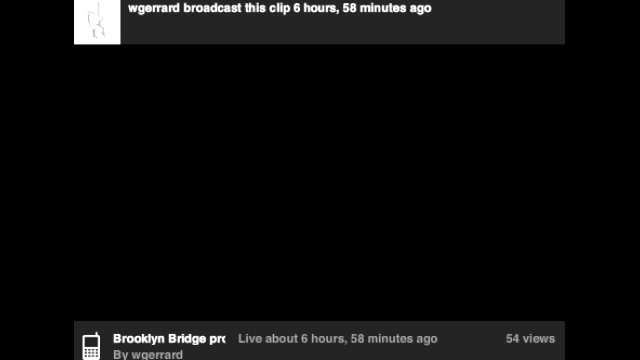 wgerrard broadcast this clip 6 hours, 58 minutes ago
Brooklyn Bridge pro Live about 6 hours, 58 minutes ago 54 views
By wgerrard